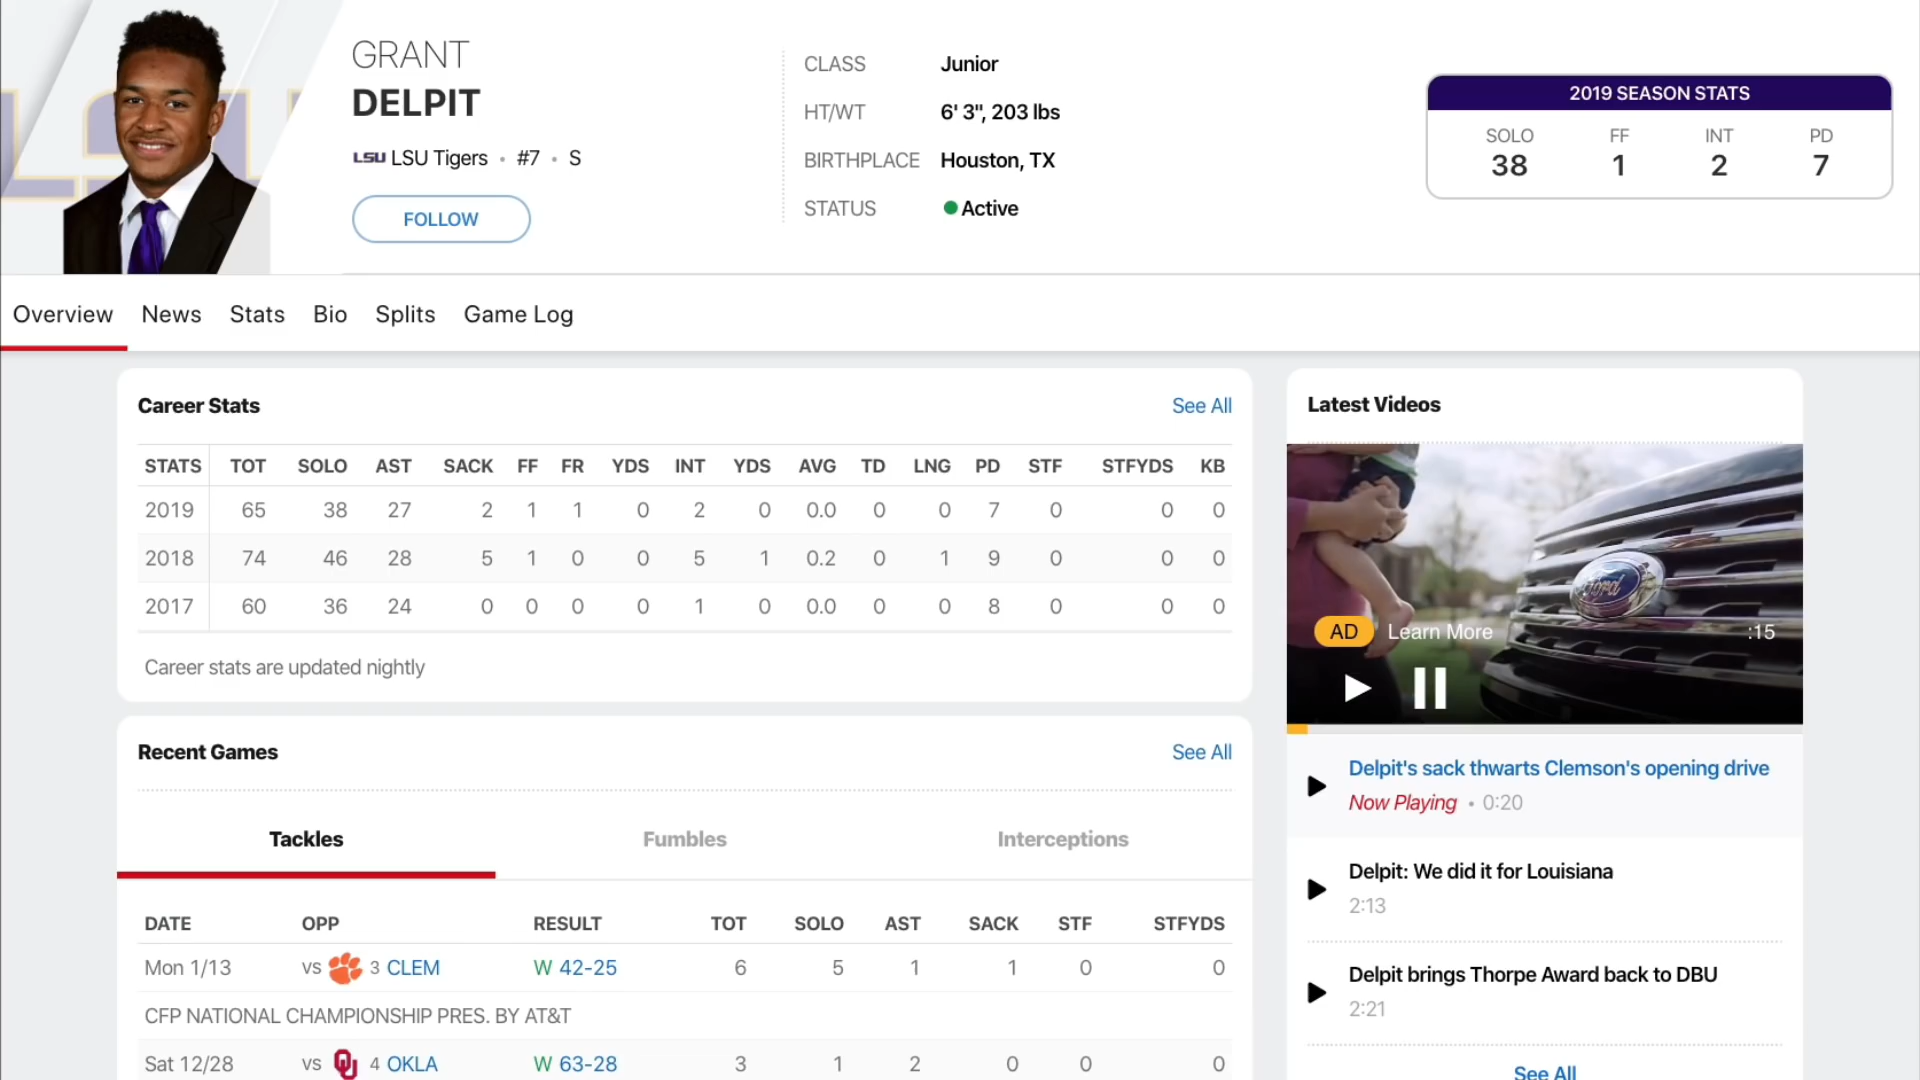 GRANT
DELPIT
LSU LSU Tigers • #7 • S
FOLLOW
CLASS Junior
HT/WT 6' 3", 203 lbs
BIRTHPLACE Houston, TX
STATUS Active
2019 SEASON STATS
SOLO FF INT PD
38 1 2 7
Overview News Stats Bio Splits Game Log
Career Stats See All
STATS TOT SOLO AST SACK FF FR YDS INT YDS AVG TD LNG PD STF STFYDS KB
2019 65 38 27 2 1 1 0 2 0 0.0 0 0 7 0 0 0
2018 74 46 28 5 1 0 0 5 1 0.2 0 1 9 0 0 0
2017 60 36 24 0 0 0 0 1 0 0.0 0 0 8 0 0 0
Career stats are updated nightly
Recent Games See All
Tackles Fumbles Interceptions
DATE OPP RESULT TOT SOLO AST SACK STF STFYDS
Mon 1/13 vs 3 CLEM W 42-25 6 5 1 1 0 0
CFP NATIONAL CHAMPIONSHIP PRES. BY AT&T
Sat 12/28 vs OU 4 OKLA W 63-28 3 1 2 0 0 0
Latest Videos
Ford
AD Learn More :15
Delpit's sack thwarts Clemson's opening drive
Now Playing • 0:20
Delpit: We did it for Louisiana
2:13
Delpit brings Thorpe Award back to DBU
2:21
See All